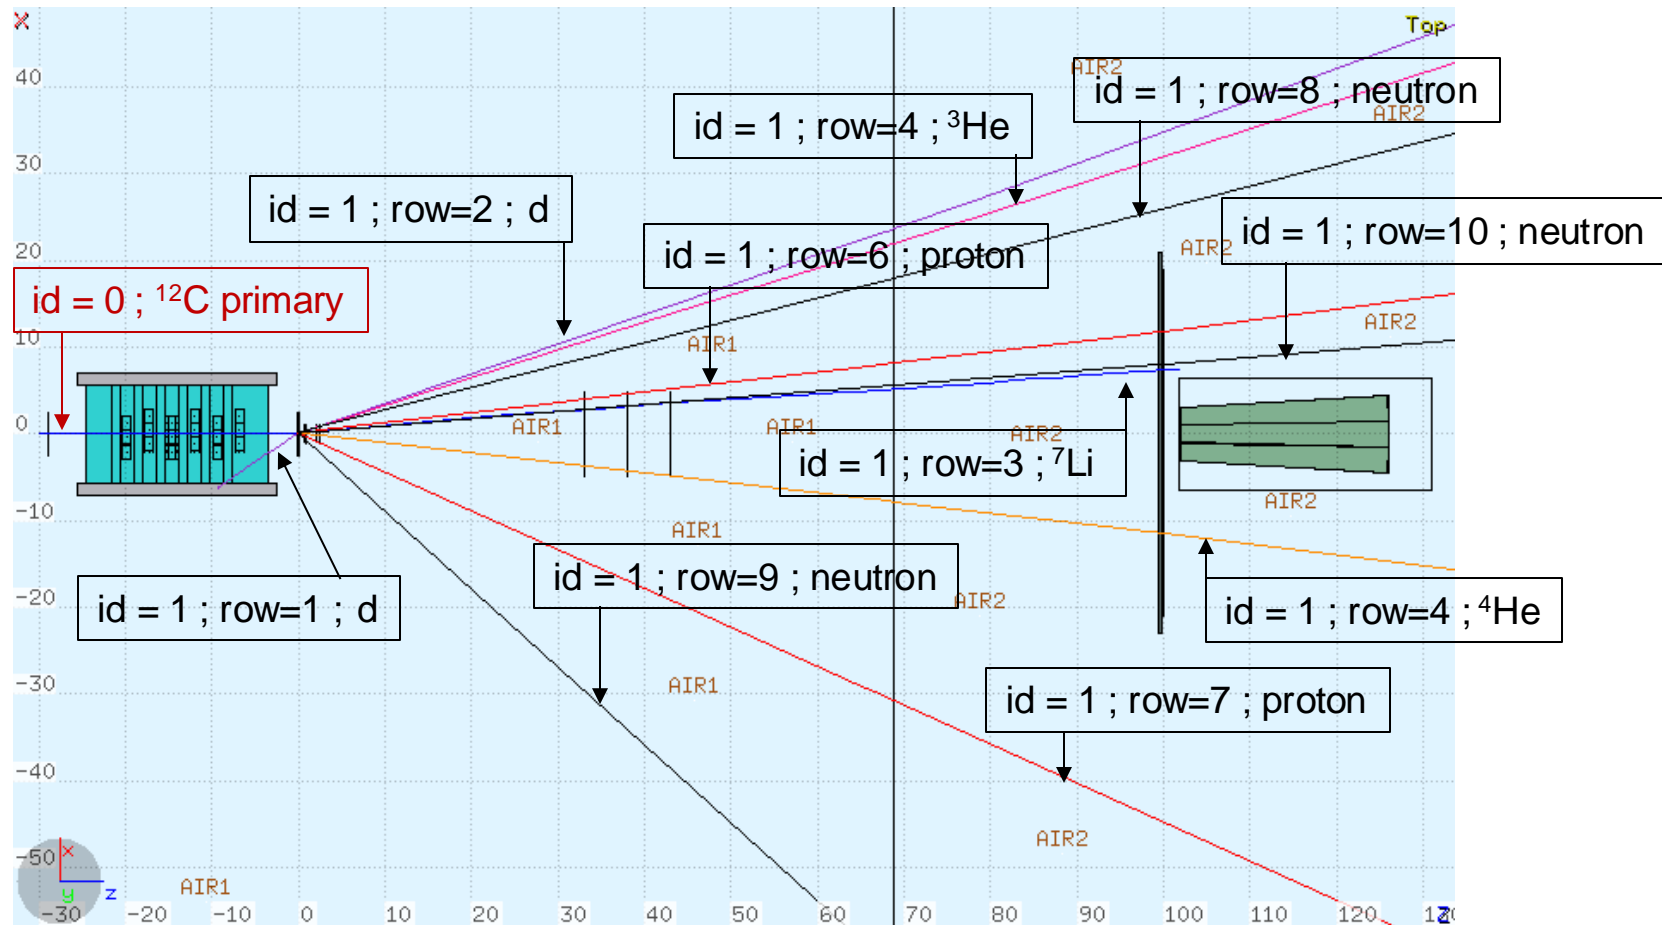 X
Top
40
AIR2
id = 1 ; row=8 ; neutron
id = 1 ; row=4 ; ³He
AIR2
30
id = 1 ; row=2 ; d
id = 1 ; row=10 ; neutron
20
AIR2
id = 1 ; row=6 ; proton
id = 0 ; ¹²C primary
10
AIR1
AIR2
0
AIR1
AIR1
AIR2
id = 1 ; row=3 ; ⁷Li
AIR2
-10
AIR1
id = 1 ; row=9 ; neutron
id = 1 ; row=1 ; d
-20
AIR2
id = 1 ; row=4 ; ⁴He
-30
AIR1
id = 1 ; row=7 ; proton
-40
AIR2
-50
x
y
z
AIR1
-30 -20 -10 0 10 20 30 40 50 60 70 80 90 100 110 120
Z